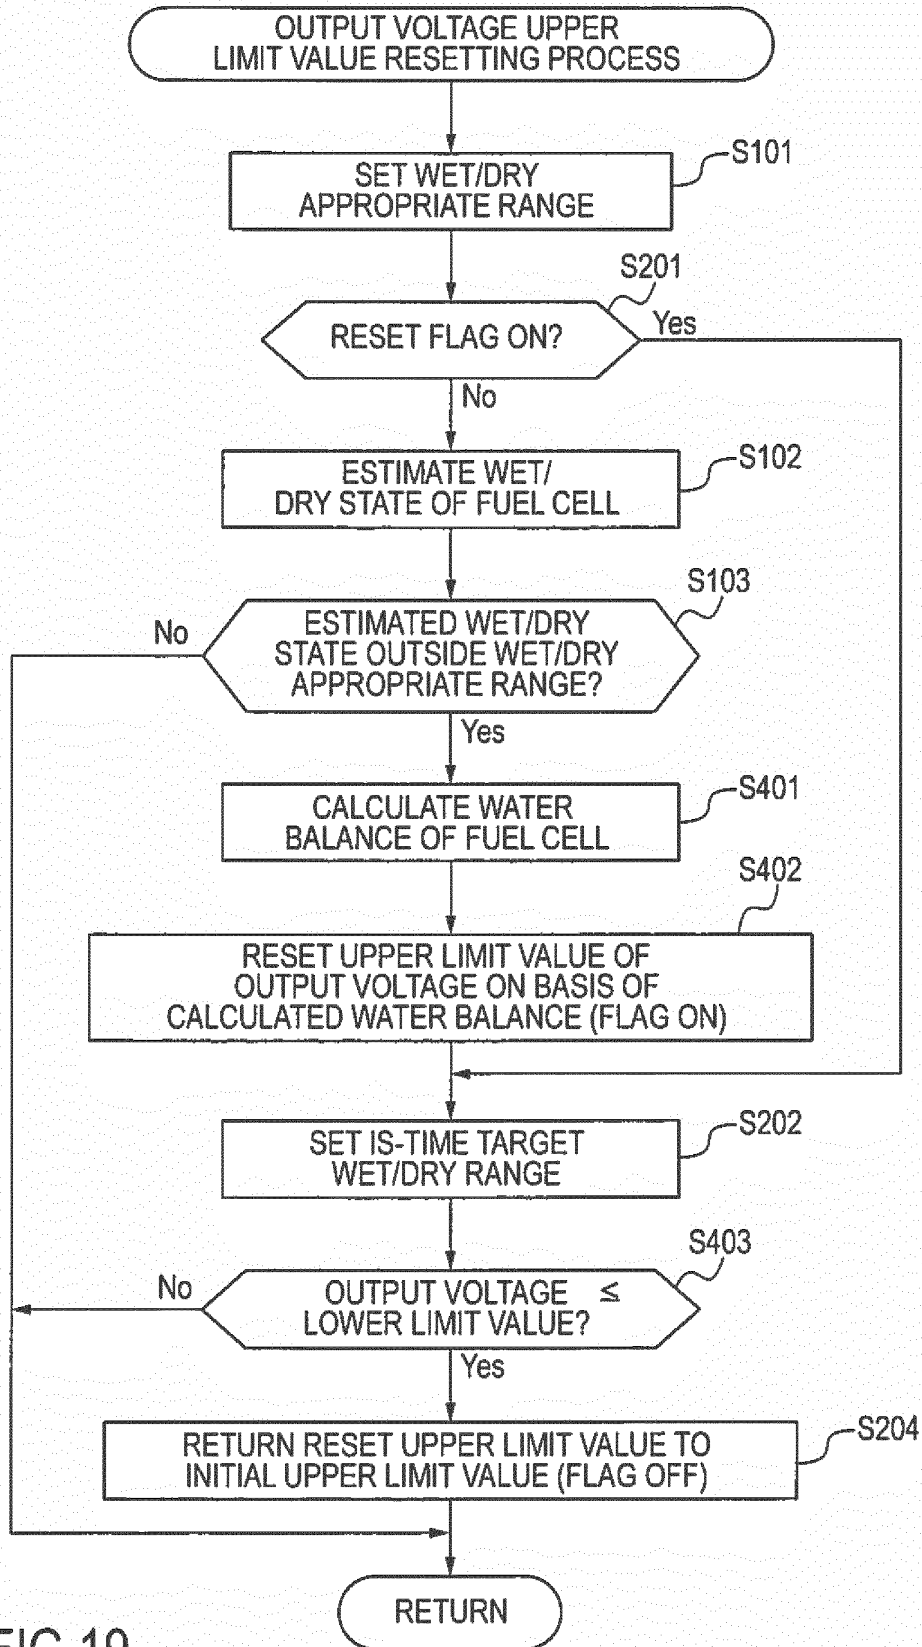 OUTPUT VOLTAGE UPPER
LIMIT VALUE RESETTING PROCESS
SET WET/DRY
APPROPRIATE RANGE
S101
RESET FLAG ON?
S201
Yes
No
ESTIMATE WET/
DRY STATE OF FUEL CELL
S102
ESTIMATED WET/DRY
STATE OUTSIDE WET/DRY
APPROPRIATE RANGE?
S103
No
Yes
CALCULATE WATER
BALANCE OF FUEL CELL
S401
RESET UPPER LIMIT VALUE OF
OUTPUT VOLTAGE ON BASIS OF
CALCULATED WATER BALANCE (FLAG ON)
S402
SET IS-TIME TARGET
WET/DRY RANGE
S202
OUTPUT VOLTAGE ≤
LOWER LIMIT VALUE?
S403
No
Yes
RETURN RESET UPPER LIMIT VALUE TO
INITIAL UPPER LIMIT VALUE (FLAG OFF)
S204
RETURN